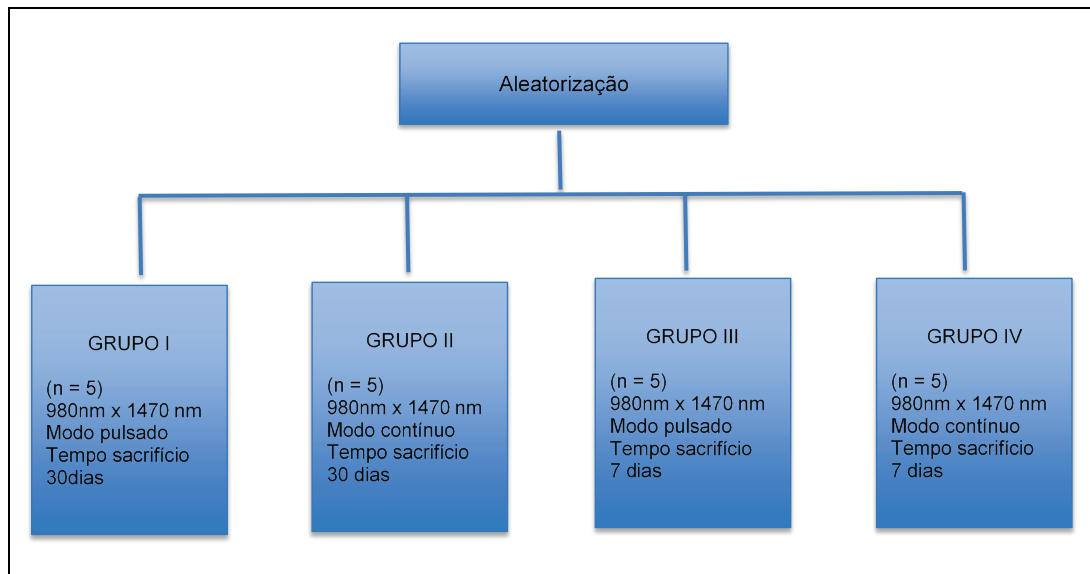 Aleatorização
GRUPO I
(n = 5)
980nm x 1470 nm
Modo pulsado
Tempo sacrifício
30dias
GRUPO II
(n = 5)
980nm x 1470 nm
Modo contínuo
Tempo sacrifício
30 dias
GRUPO III
(n = 5)
980nm x 1470 nm
Modo pulsado
Tempo sacrifício
7 dias
GRUPO IV
(n = 5)
980nm x 1470 nm
Modo contínuo
Tempo sacrifício
7 dias